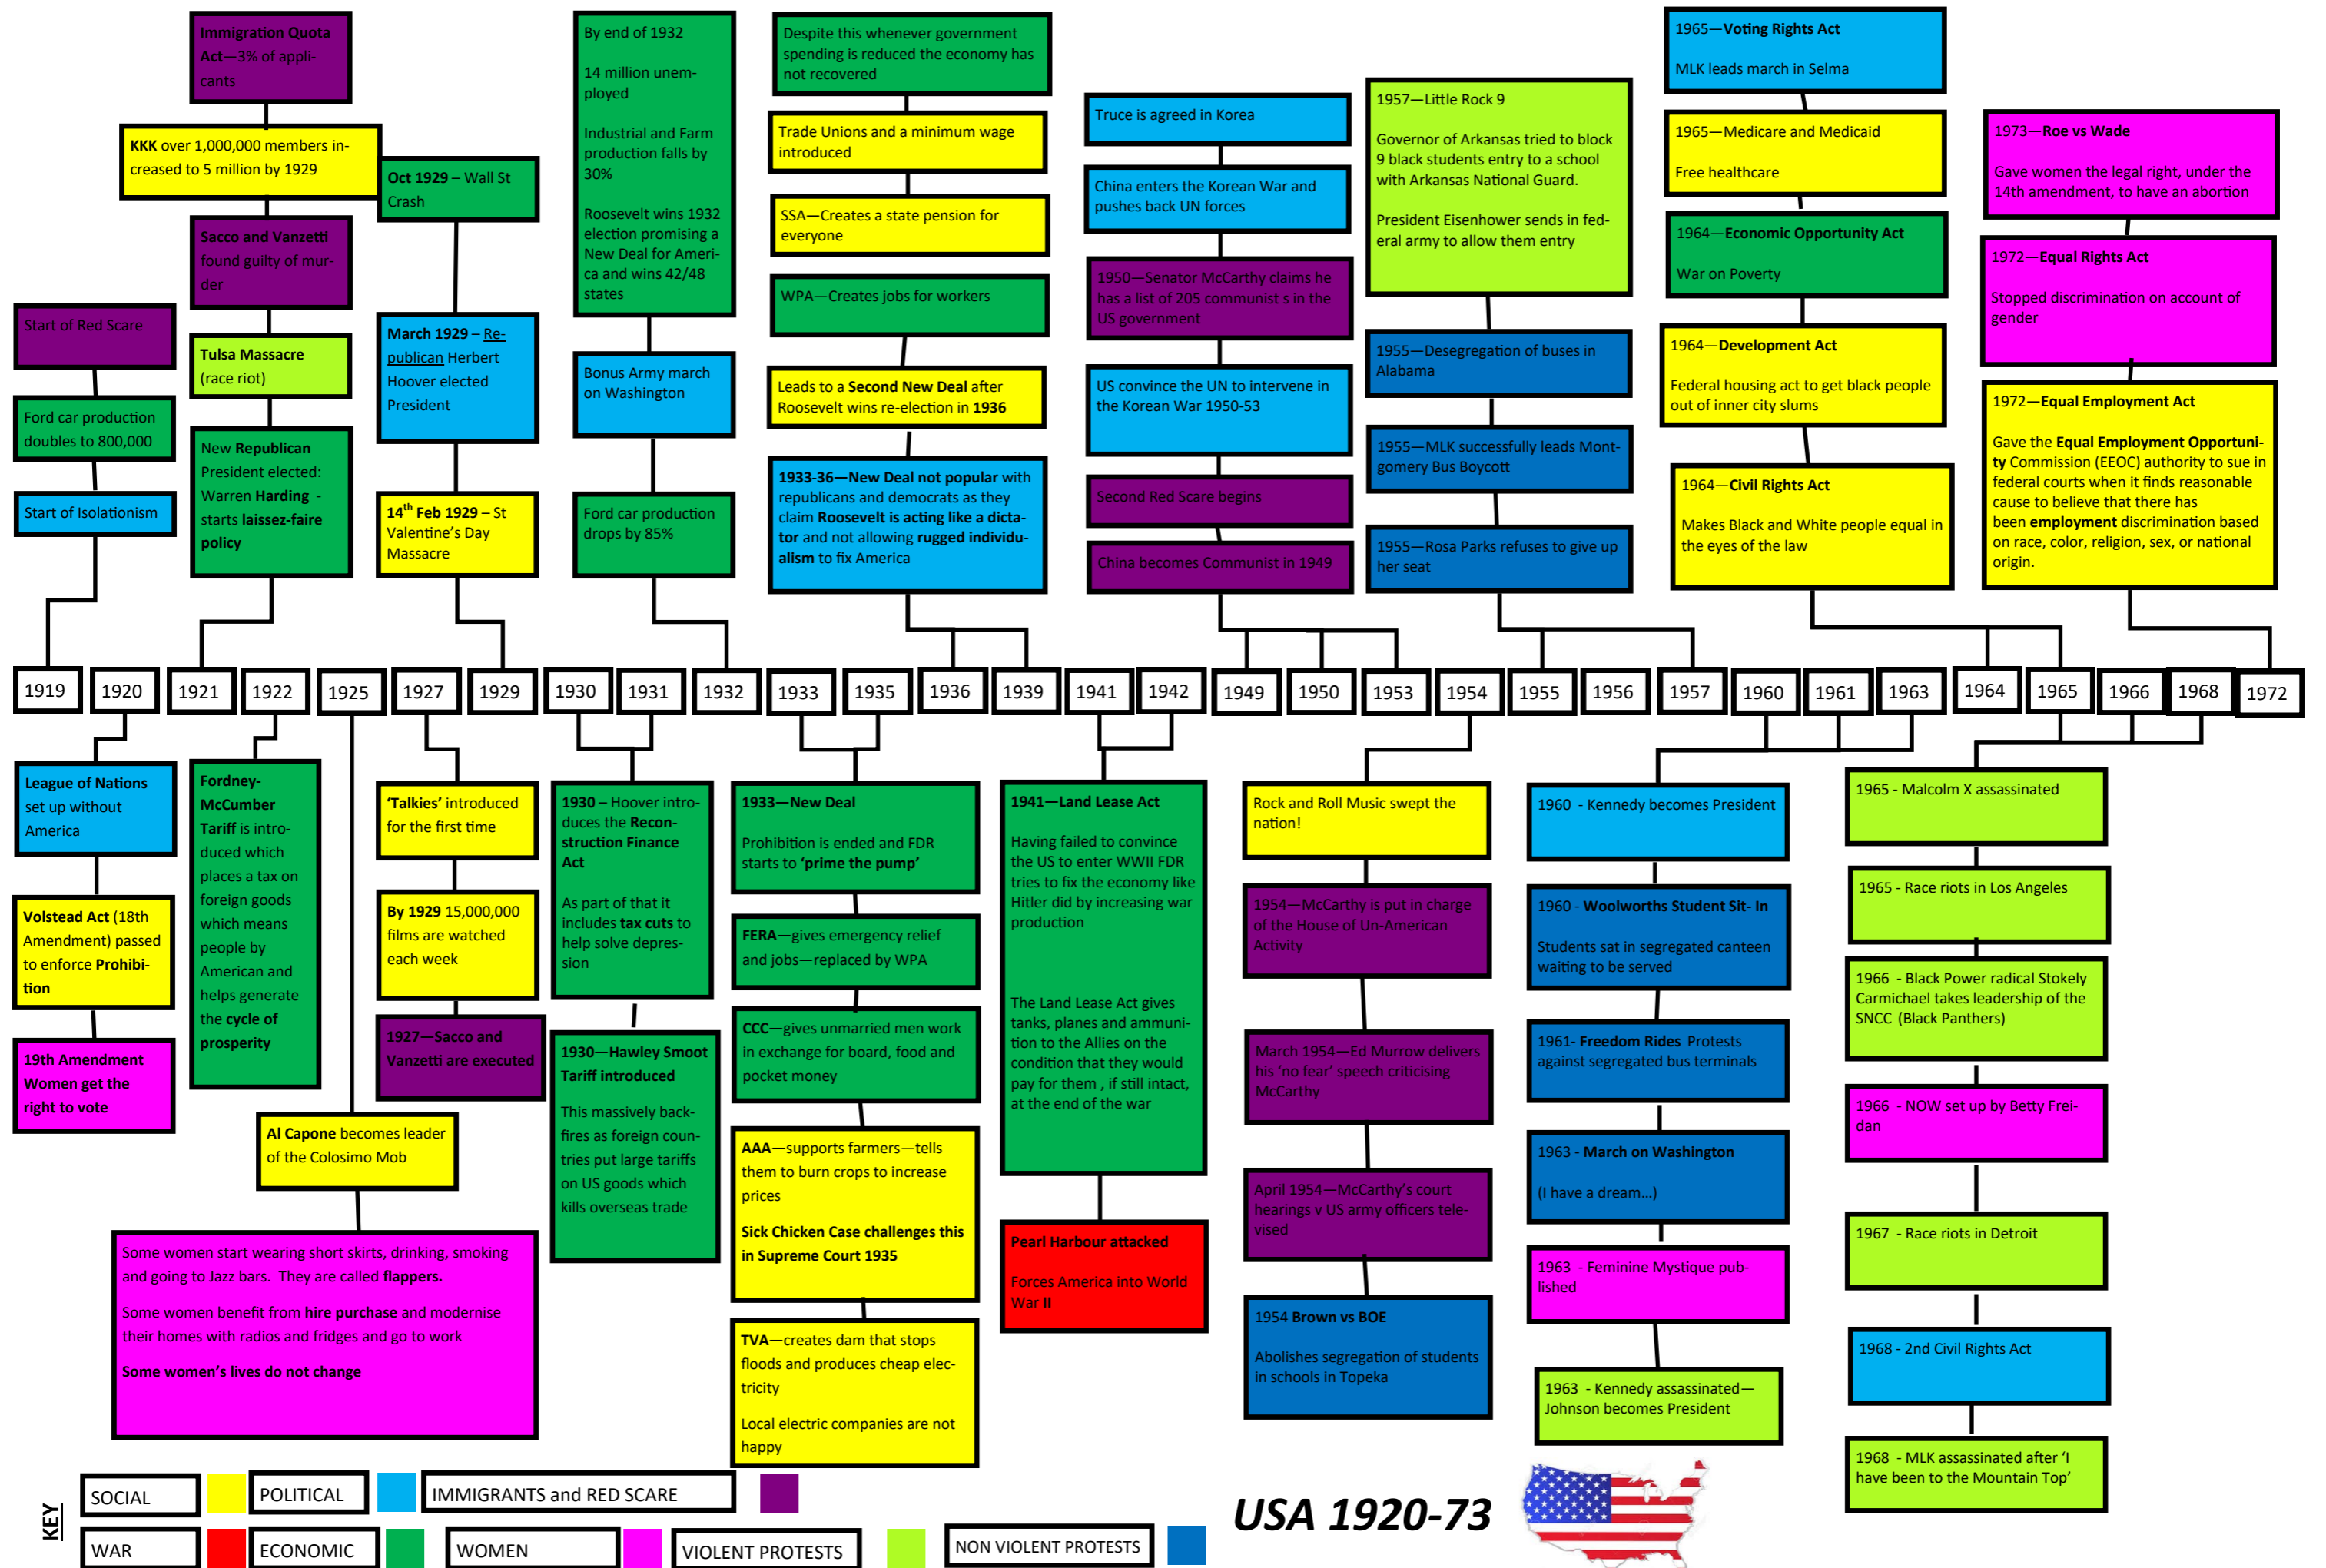 Immigration Quota
Act—3% of appli-
cants
KKK over 1,000,000 members in-
creased to 5 million by 1929
Sacco and Vanzetti
found guilty of mur-
der
Tulsa Massacre
(race riot)
New Republican
President elected:
Warren Harding -
starts laissez-faire
policy
Start of Red Scare
Ford car production
doubles to 800,000
Start of Isolationism
Oct 1929 – Wall St
Crash
March 1929 – Re-
publican Herbert
Hoover elected
President
14th Feb 1929 – St
Valentine’s Day
Massacre
By end of 1932
14 million unem-
ployed
Industrial and Farm
production falls by
30%
Roosevelt wins 1932
election promising a
New Deal for Ameri-
ca and wins 42/48
states
Bonus Army march
on Washington
Ford car production
drops by 85%
Despite this whenever government
spending is reduced the economy has
not recovered
Trade Unions and a minimum wage
introduced
SSA—Creates a state pension for
everyone
WPA—Creates jobs for workers
Leads to a Second New Deal after
Roosevelt wins re-election in 1936
1933-36—New Deal not popular with
republicans and democrats as they
claim Roosevelt is acting like a dicta-
tor and not allowing rugged individu-
alism to fix America
Truce is agreed in Korea
China enters the Korean War and
pushes back UN forces
1950—Senator McCarthy claims he
has a list of 205 communist s in the
US government
US convince the UN to intervene in
the Korean War 1950-53
Second Red Scare begins
China becomes Communist in 1949
1957—Little Rock 9
Governor of Arkansas tried to block
9 black students entry to a school
with Arkansas National Guard.
President Eisenhower sends in fed-
eral army to allow them entry
1955—Desegregation of buses in
Alabama
1955—MLK successfully leads Mont-
gomery Bus Boycott
1955—Rosa Parks refuses to give up
her seat
1965—Voting Rights Act
MLK leads march in Selma
1965—Medicare and Medicaid
Free healthcare
1964—Economic Opportunity Act
War on Poverty
1964—Development Act
Federal housing act to get black people
out of inner city slums
1964—Civil Rights Act
Makes Black and White people equal in
the eyes of the law
1973—Roe vs Wade
Gave women the legal right, under the
14th amendment, to have an abortion
1972—Equal Rights Act
Stopped discrimination on account of
gender
1972—Equal Employment Act
Gave the Equal Employment Opportuni-
ty Commission (EEOC) authority to sue in
federal courts when it finds reasonable
cause to believe that there has
been employment discrimination based
on race, color, religion, sex, or national
origin.
1919 1920 1921 1922 1925 1927 1929 1930 1931 1932 1933 1935 1936 1939 1941 1942 1949 1950 1953 1954 1955 1956 1957 1960 1961 1963 1964 1965 1966 1968 1972
League of Nations
set up without
America
Volstead Act (18th
Amendment) passed
to enforce Prohibi-
tion
19th Amendment
Women get the
right to vote
Fordney-
McCumber
Tariff is intro-
duced which
places a tax on
foreign goods
which means
people by
American and
helps generate
the cycle of
prosperity
Al Capone becomes leader
of the Colosimo Mob
Some women start wearing short skirts, drinking, smoking
and going to Jazz bars. They are called flappers.
Some women benefit from hire purchase and modernise
their homes with radios and fridges and go to work
Some women’s lives do not change
‘Talkies’ introduced
for the first time
By 1929 15,000,000
films are watched
each week
1927—Sacco and
Vanzetti are executed
1930 – Hoover intro-
duces the Recon-
struction Finance
Act
As part of that it
includes tax cuts to
help solve depres-
sion
1930—Hawley Smoot
Tariff introduced
This massively back-
fires as foreign coun-
tries put large tariffs
on US goods which
kills overseas trade
1933—New Deal
Prohibition is ended and FDR
starts to ‘prime the pump’
FERA—gives emergency relief
and jobs—replaced by WPA
CCC—gives unmarried men work
in exchange for board, food and
pocket money
AAA—supports farmers—tells
them to burn crops to increase
prices
Sick Chicken Case challenges this
in Supreme Court 1935
TVA—creates dam that stops
floods and produces cheap elec-
tricity
Local electric companies are not
happy
1941—Land Lease Act
Having failed to convince
the US to enter WWII FDR
tries to fix the economy like
Hitler did by increasing war
production
The Land Lease Act gives
tanks, planes and ammuni-
tion to the Allies on the
condition that they would
pay for them , if still intact,
at the end of the war
Pearl Harbour attacked
Forces America into World
War II
Rock and Roll Music swept the
nation!
1954—McCarthy is put in charge
of the House of Un-American
Activity
March 1954—Ed Murrow delivers
his ‘no fear’ speech criticising
McCarthy
April 1954—McCarthy’s court
hearings v US army officers tele-
vised
1954 Brown vs BOE
Abolishes segregation of students
in schools in Topeka
1960 - Kennedy becomes President
1960 - Woolworths Student Sit- In
Students sat in segregated canteen
waiting to be served
1961- Freedom Rides Protests
against segregated bus terminals
1963 - March on Washington
(I have a dream…)
1963 - Feminine Mystique pub-
lished
1963 - Kennedy assassinated—
Johnson becomes President
1965 - Malcolm X assassinated
1965 - Race riots in Los Angeles
1966 - Black Power radical Stokely
Carmichael takes leadership of the
SNCC (Black Panthers)
1966 - NOW set up by Betty Frei-
dan
1967 - Race riots in Detroit
1968 - 2nd Civil Rights Act
1968 - MLK assassinated after ‘I
have been to the Mountain Top’
KEY
SOCIAL POLITICAL IMMIGRANTS and RED SCARE
WAR ECONOMIC WOMEN VIOLENT PROTESTS NON VIOLENT PROTESTS
USA 1920-73